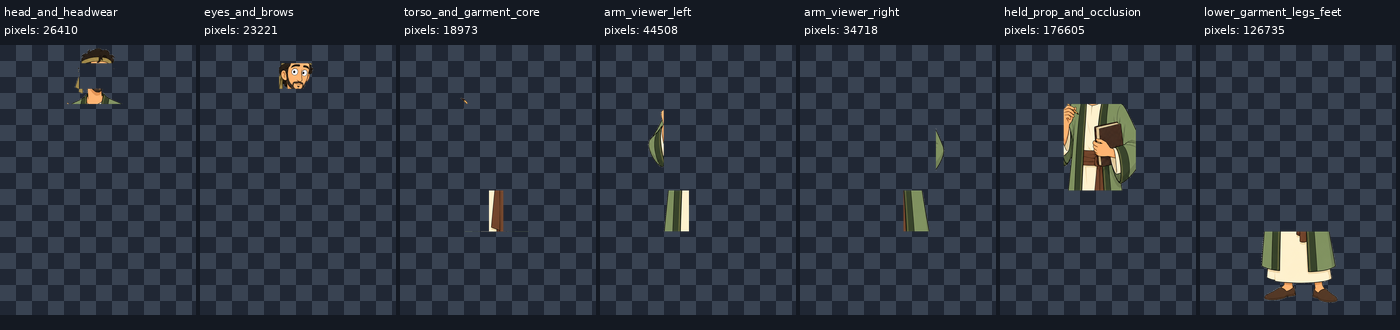 head_and_headwear
pixels: 26410
eyes_and_brows
pixels: 23221
torso_and_garment_core
pixels: 18973
arm_viewer_left
pixels: 44508
arm_viewer_right
pixels: 34718
held_prop_and_occlusion
pixels: 176605
lower_garment_legs_feet
pixels: 126735